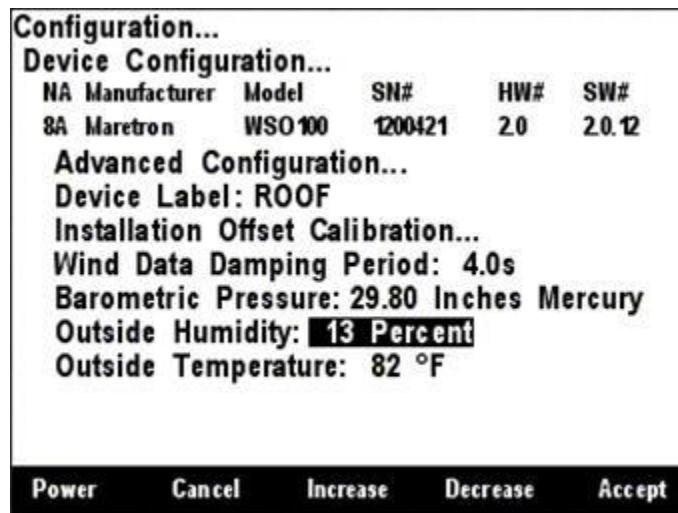 Configuration...
Device Configuration...
NA Manufacturer Model SN# HW# SW#
8A Maretron WSO100 1200421 2.0 2.0.12
Advanced Configuration...
Device Label: ROOF
Installation Offset Calibration...
Wind Data Damping Period: 4.0s
Barometric Pressure: 29.80 Inches Mercury
Outside Humidity: 13 Percent
Outside Temperature: 82 °F
Power Cancel Increase Decrease Accept